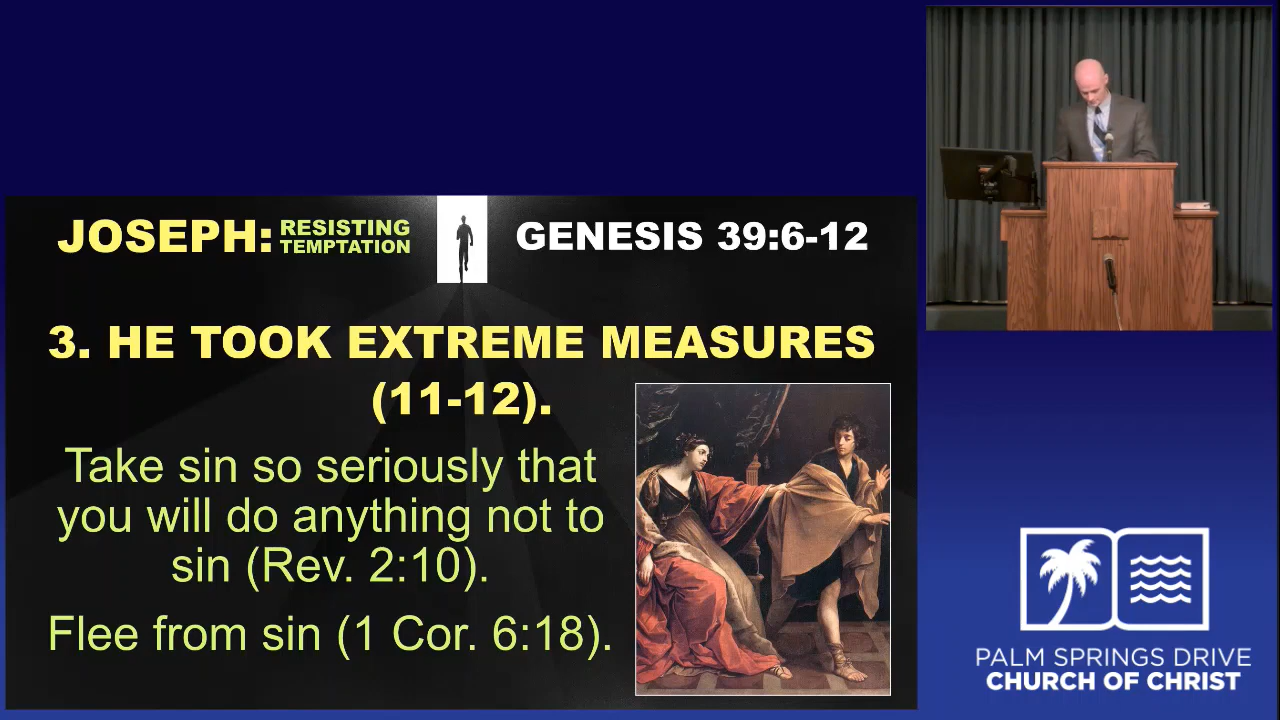 JOSEPH: RESISTING TEMPTATION
GENESIS 39:6-12
3. HE TOOK EXTREME MEASURES
(11-12).
Take sin so seriously that
you will do anything not to
sin (Rev. 2:10).
Flee from sin (1 Cor. 6:18).
PALM SPRINGS DRIVE
CHURCH OF CHRIST